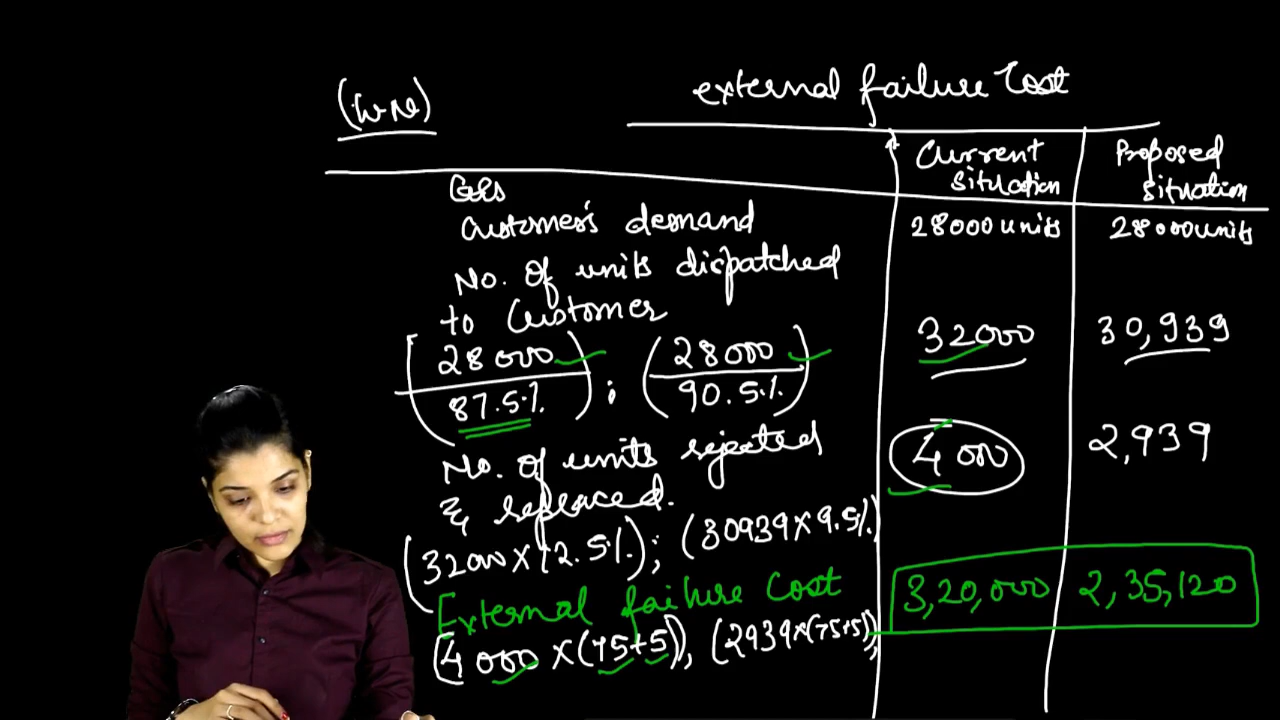 (W.N)
external failure Cost
Current situation
Proposed situation
Customer's demand
28000 units
28000 units
No. of units dispatched
to Customer
32000
30,939
(28000/87.5%) ; (28000/90.5%)
No. of units rejected
4000
2,939
& replaced.
(32000 X 12.5%); (30939 X 9.5%)
External failure Cost
3,20,000
2,35,120
(4000 X (75+5)), (2939 X (75+5)),